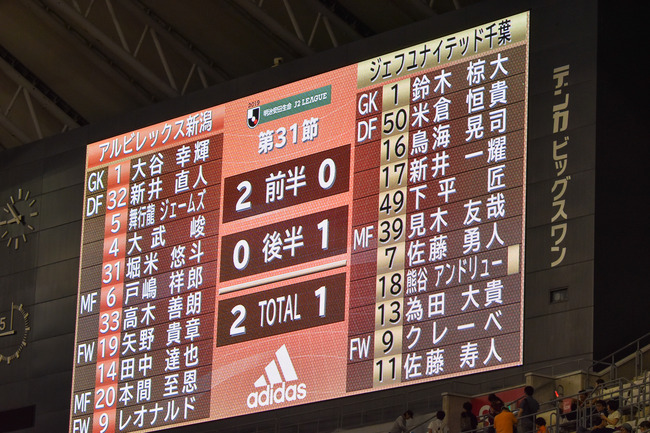 アルビレックス新潟
GK 1 大谷 幸輝
DF 32 新井 直人
5 舞行龍 ジェームズ
4 大武 峻
31 堀米 悠斗
MF 6 戸嶋 祥郎
33 高木 善朗
FW 19 矢野 貴章
14 田中 達也
MF 20 本間 至恩
FW 9 レオナルド
2019
明治安田生命 J2 LEAGUE
第31節
2 前半 0
0 後半 1
2 TOTAL 1
adidas
ジェフユナイテッド千葉
GK 1 鈴木 椋大
DF 50 米倉 恒貴
16 鳥海 晃司
17 新井 一耀
49 下平 匠
MF 39 見木 友哉
7 佐藤 勇人
18 熊谷 アンドリュー
13 為田 大貴
FW 9 クレーベ
11 佐藤 寿人
デンカビッグスワン